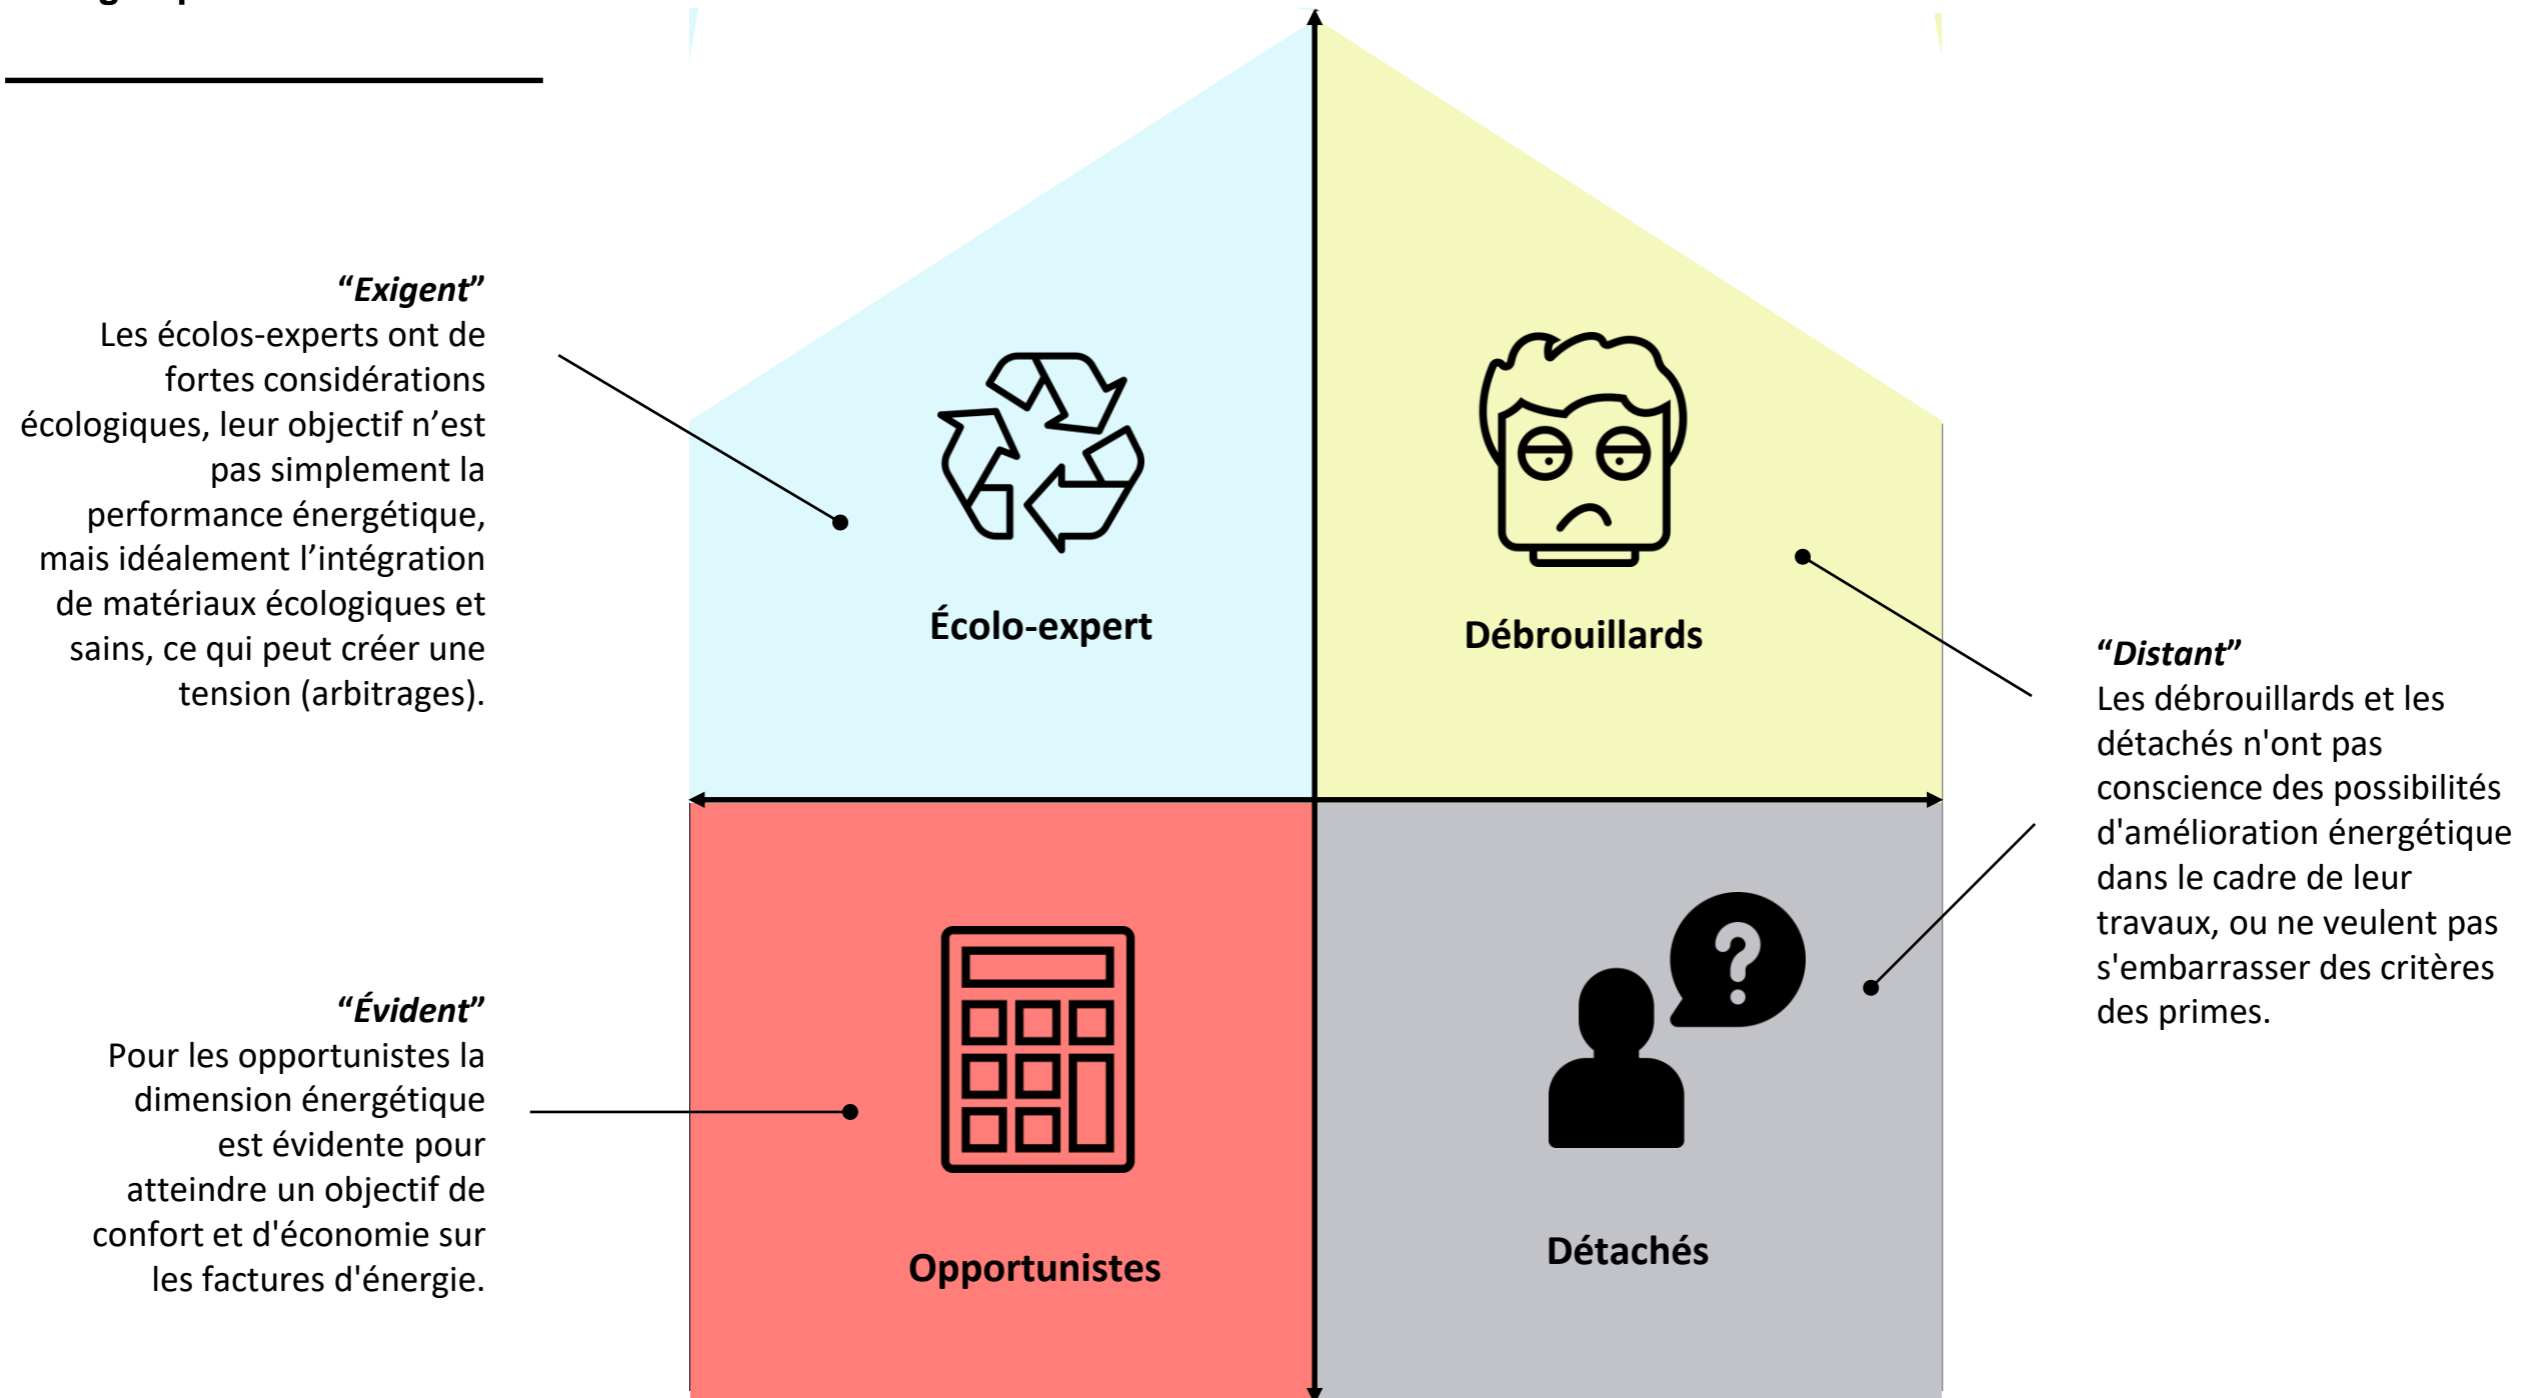 “Exigent”
Les écolos-experts ont de
fortes considérations
écologiques, leur objectif n’est
pas simplement la
performance énergétique,
mais idéalement l’intégration
de matériaux écologiques et
sains, ce qui peut créer une
tension (arbitrages).
Écolo-expert
Débrouillards
“Distant”
Les débrouillards et les
détachés n'ont pas
conscience des possibilités
d'amélioration énergétique
dans le cadre de leur
travaux, ou ne veulent pas
s'embarrasser des critères
des primes.
“Évident”
Pour les opportunistes la
dimension énergétique
est évidente pour
atteindre un objectif de
confort et d'économie sur
les factures d'énergie.
Opportunistes
?
Détachés